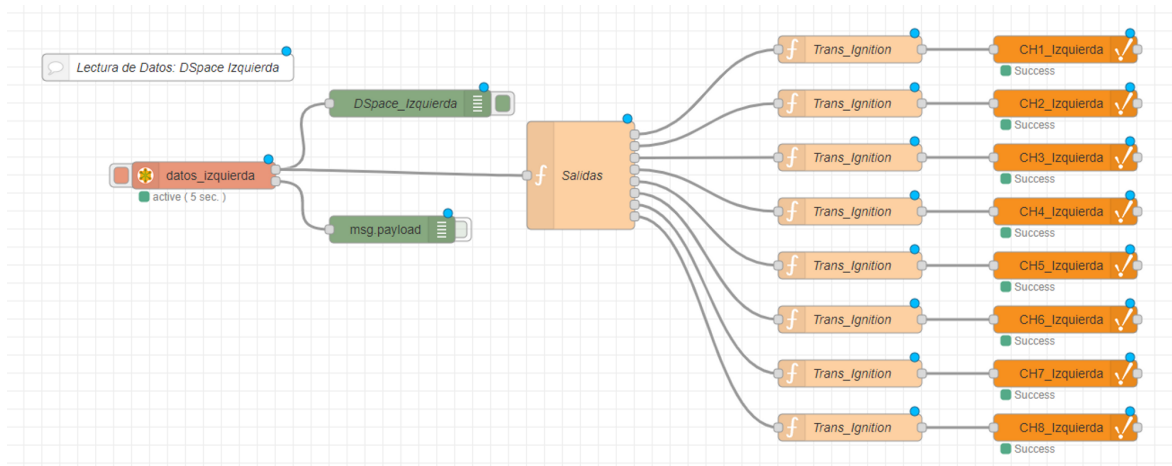 Lectura de Datos: DSpace Izquierda
DSpace_Izquierda
datos_izquierda
active ( 5 sec. )
msg.payload
Salidas
Trans_Ignition
CH1_Izquierda
Success
Trans_Ignition
CH2_Izquierda
Success
Trans_Ignition
CH3_Izquierda
Success
Trans_Ignition
CH4_Izquierda
Success
Trans_Ignition
CH5_Izquierda
Success
Trans_Ignition
CH6_Izquierda
Success
Trans_Ignition
CH7_Izquierda
Success
Trans_Ignition
CH8_Izquierda
Success